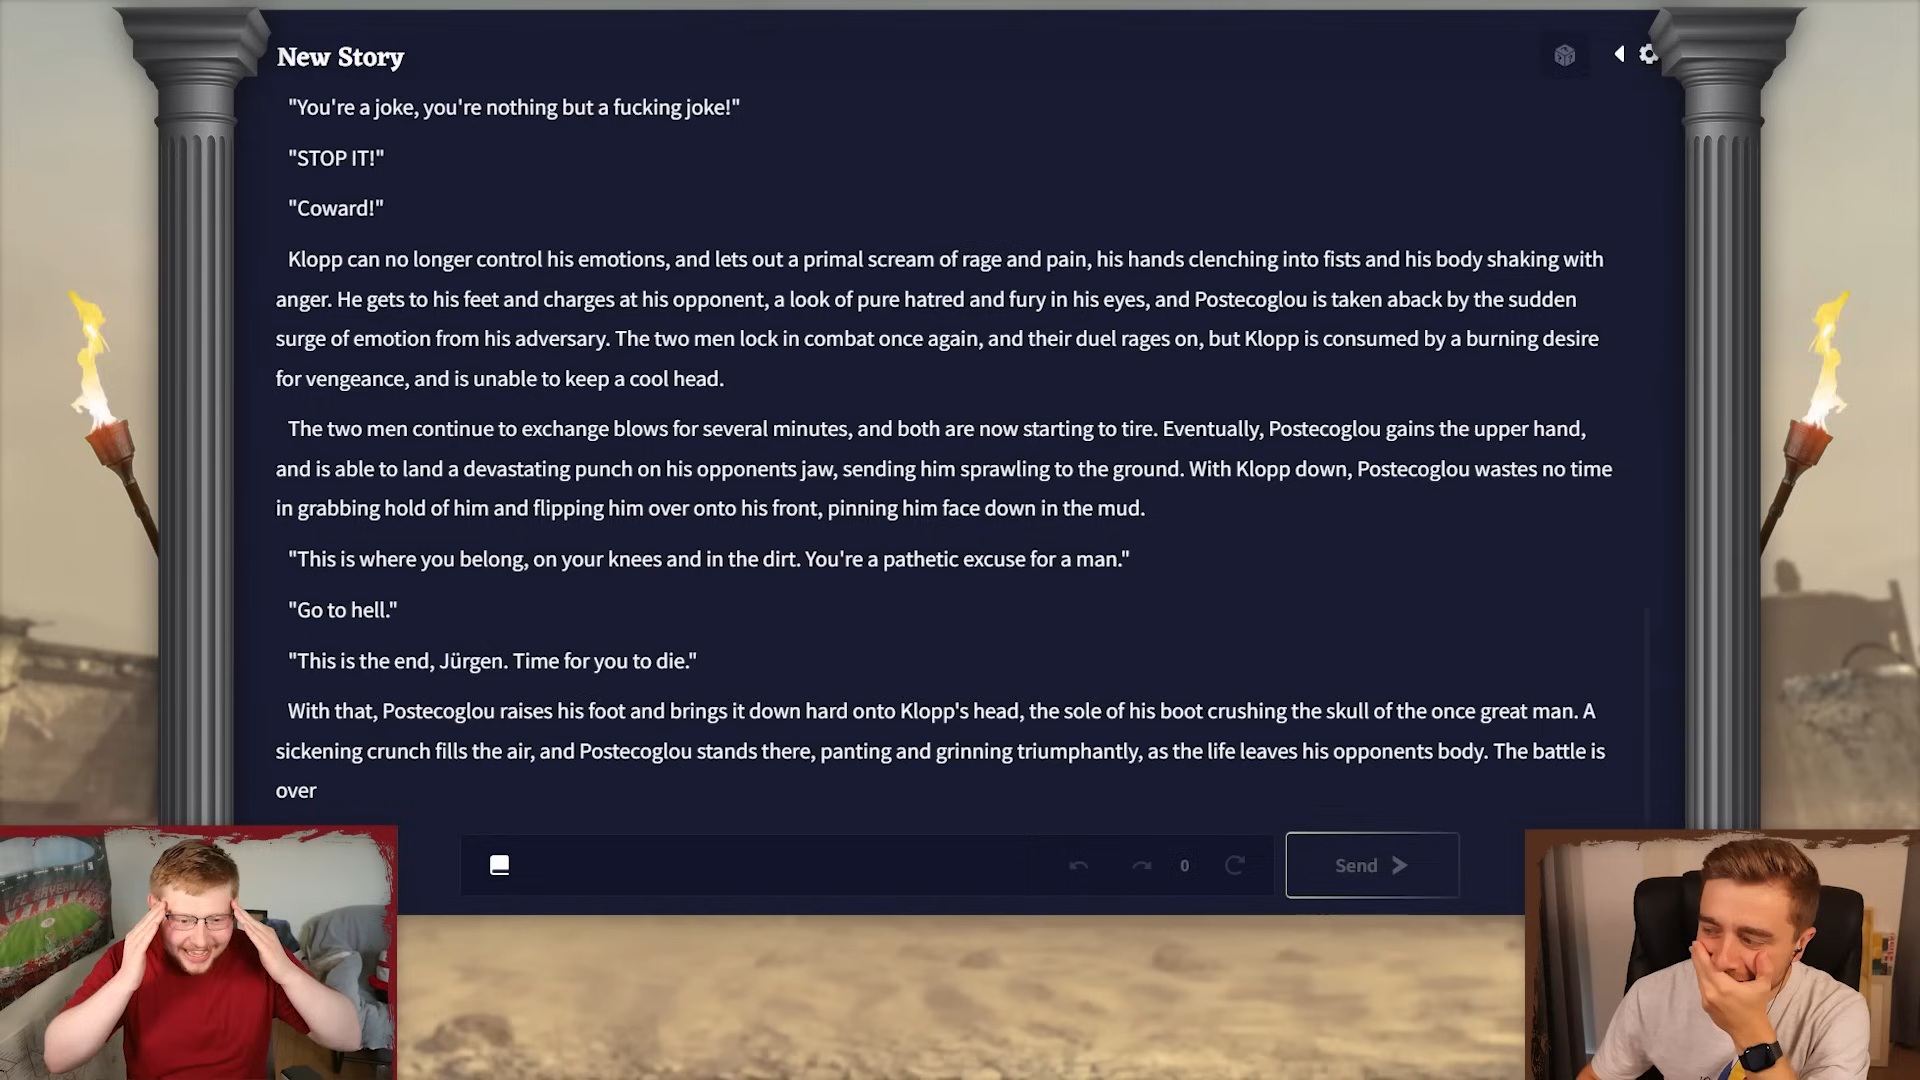 New Story
"You're a joke, you're nothing but a fucking joke!"
"STOP IT!"
"Coward!"
Klopp can no longer control his emotions, and lets out a primal scream of rage and pain, his hands clenching into fists and his body shaking with
anger. He gets to his feet and charges at his opponent, a look of pure hatred and fury in his eyes, and Postecoglou is taken aback by the sudden
surge of emotion from his adversary. The two men lock in combat once again, and their duel rages on, but Klopp is consumed by a burning desire
for vengeance, and is unable to keep a cool head.
The two men continue to exchange blows for several minutes, and both are now starting to tire. Eventually, Postecoglou gains the upper hand,
and is able to land a devastating punch on his opponents jaw, sending him sprawling to the ground. With Klopp down, Postecoglou wastes no time
in grabbing hold of him and flipping him over onto his front, pinning him face down in the mud.
"This is where you belong, on your knees and in the dirt. You're a pathetic excuse for a man."
"Go to hell."
"This is the end, Jürgen. Time for you to die."
With that, Postecoglou raises his foot and brings it down hard onto Klopp's head, the sole of his boot crushing the skull of the once great man. A
sickening crunch fills the air, and Postecoglou stands there, panting and grinning triumphantly, as the life leaves his opponents body. The battle is
over
0
Send